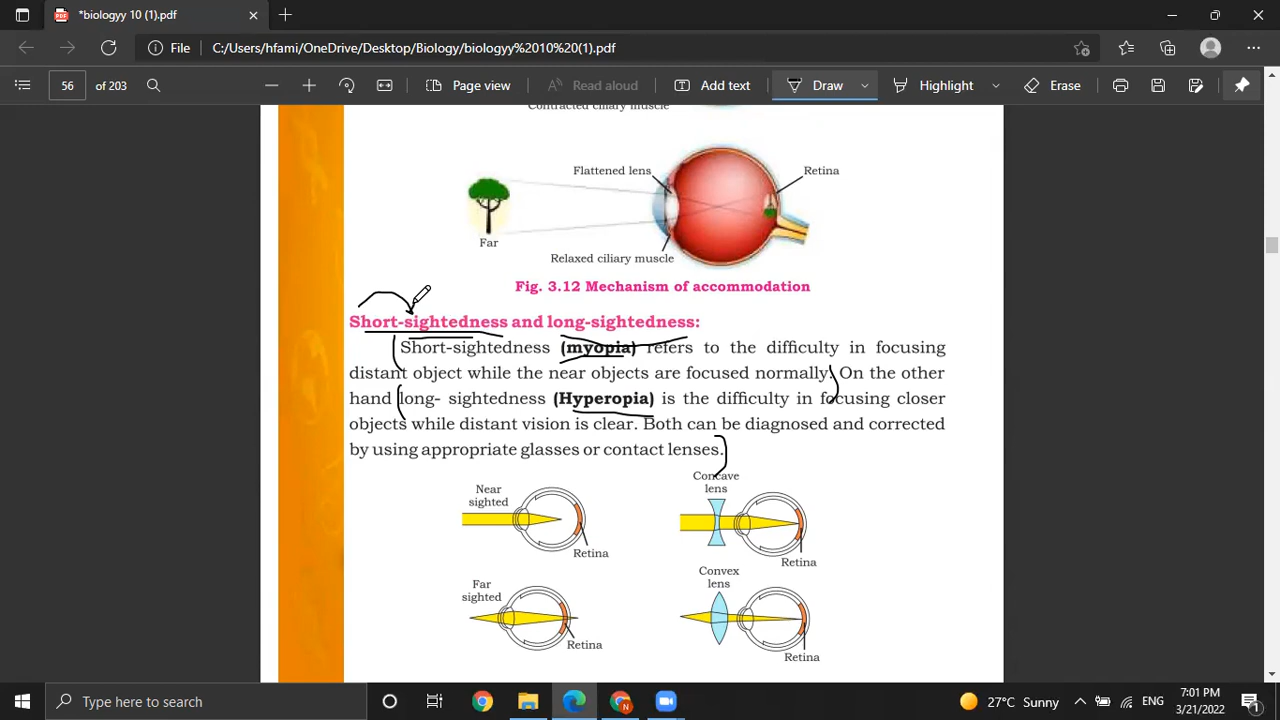 *biologyy 10 (1).pdf
File C:/Users/hfami/OneDrive/Desktop/Biology/biologyy%2010%20(1).pdf
56 of 203 Page view Read aloud Add text Draw Highlight Erase
Contracted ciliary muscle
Flattened lens Retina
Far
Relaxed ciliary muscle
Fig. 3.12 Mechanism of accommodation
Short-sightedness and long-sightedness:
Short-sightedness (myopia) refers to the difficulty in focusing
distant object while the near objects are focused normally. On the other
hand long- sightedness (Hyperopia) is the difficulty in focusing closer
objects while distant vision is clear. Both can be diagnosed and corrected
by using appropriate glasses or contact lenses.
Near
sighted
Retina
Concave
lens
Retina
Far
sighted
Retina
Convex
lens
Retina
Type here to search
27°C Sunny ENG 7:01 PM
3/21/2022
1